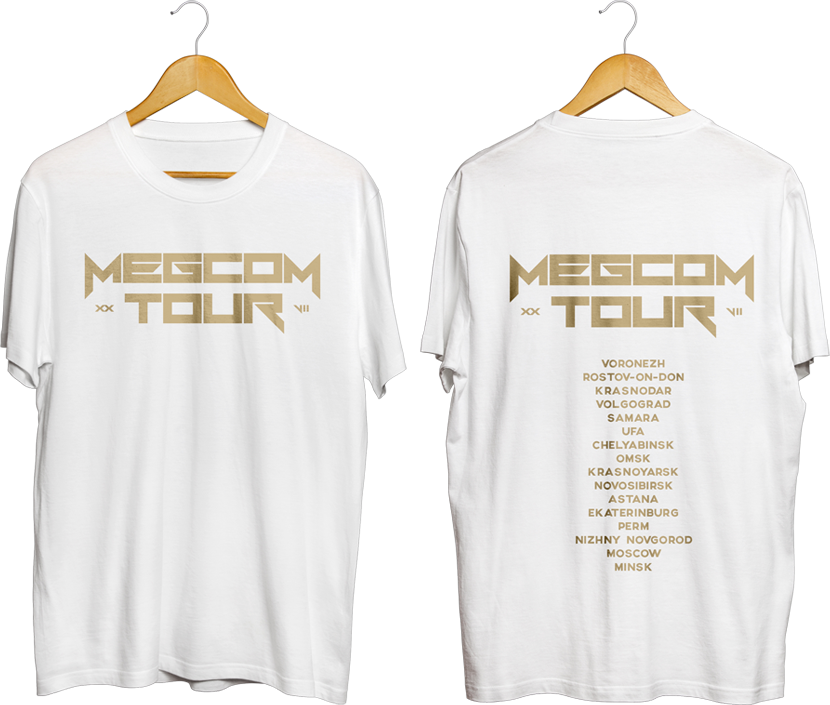 MEGCOM
XX TOUR VII
MEGCOM
XX TOUR VII
VORONEZH
ROSTOV-ON-DON
KRASNODAR
VOLGOGRAD
SAMARA
UFA
CHELYABINSK
OMSK
KRASNOYARSK
NOVOSIBIRSK
ASTANA
EKATERINBURG
PERM
NIZHNY NOVGOROD
MOSCOW
MINSK